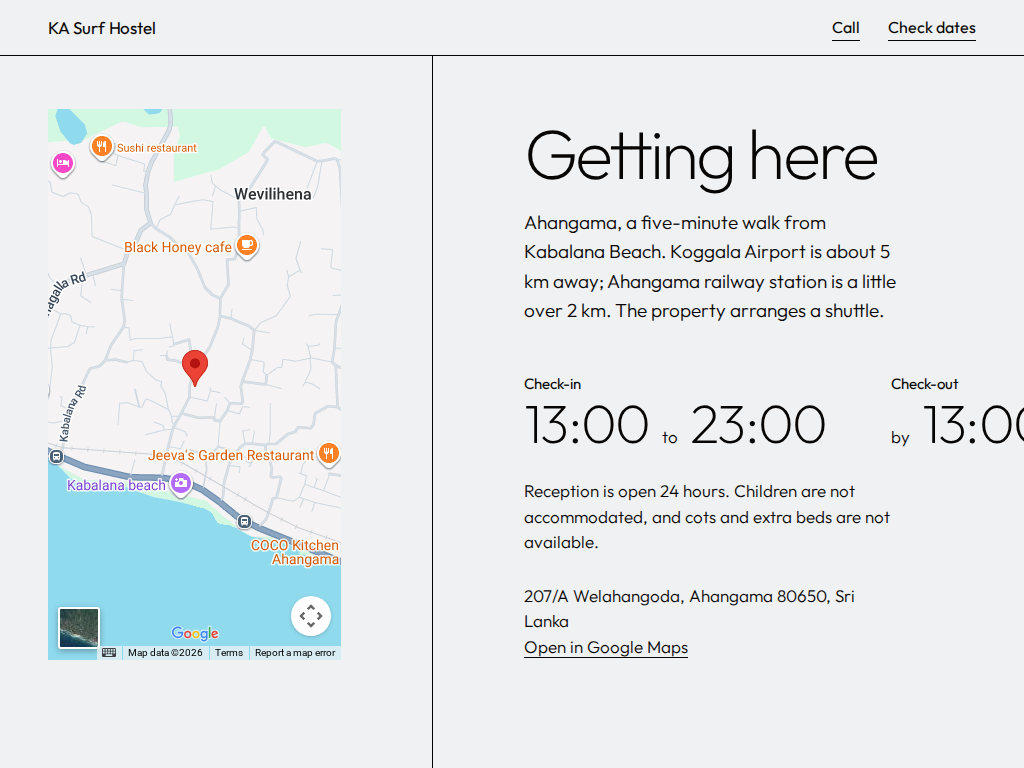 KA Surf Hostel
Call
Check dates
Sushi restaurant
Wevilihena
Black Honey cafe
Kabalana Rd
Jeeva's Garden Restaurant
Kabalana beach
COCO Kitchen
Ahangama
Google
Map data ©2026
Terms
Report a map error
Getting here
Ahangama, a five-minute walk from
Kabalana Beach. Koggala Airport is about 5
km away; Ahangama railway station is a little
over 2 km. The property arranges a shuttle.
Check-in
13:00 to 23:00
Check-out
by
Reception is open 24 hours. Children are not
accommodated, and cots and extra beds are not
available.
207/A Welahangoda, Ahangama 80650, Sri
Lanka
Open in Google Maps